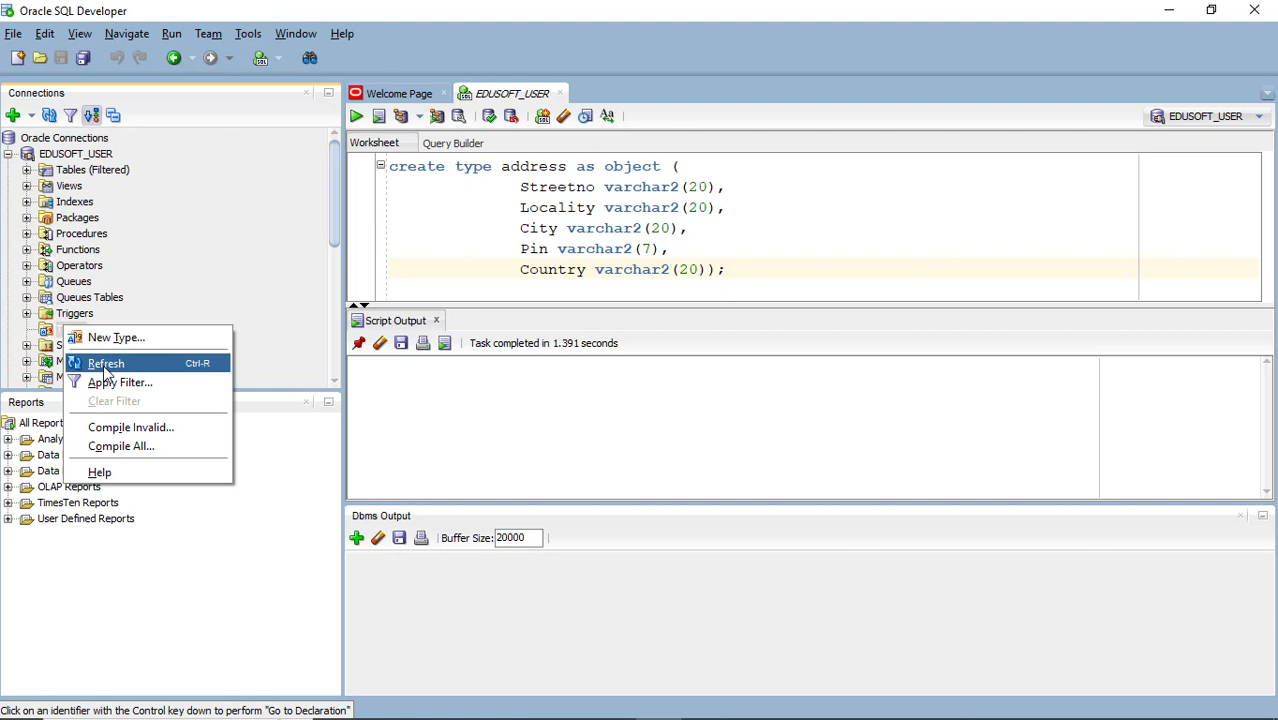 Oracle SQL Developer
File Edit View Navigate Run Team Tools Window Help
Connections
Oracle Connections
EDUSOFT_USER
Tables (Filtered)
Views
Indexes
Packages
Procedures
Functions
Operators
Queues
Queues Tables
Triggers
New Type...
Refresh Ctrl-R
Apply Filter...
Clear Filter
Compile Invalid...
Compile All...
Help
Reports
All Report
Analy
Data
Data
OLAP Reports
TimesTen Reports
User Defined Reports
Welcome Page
EDUSOFT_USER
EDUSOFT_USER
Worksheet Query Builder
create type address as object (
Streetno varchar2(20),
Locality varchar2(20),
City varchar2(20),
Pin varchar2(7),
Country varchar2(20));
Script Output x
Task completed in 1.391 seconds
Dbms Output
Buffer Size: 20000
Click on an identifier with the Control key down to perform "Go to Declaration"